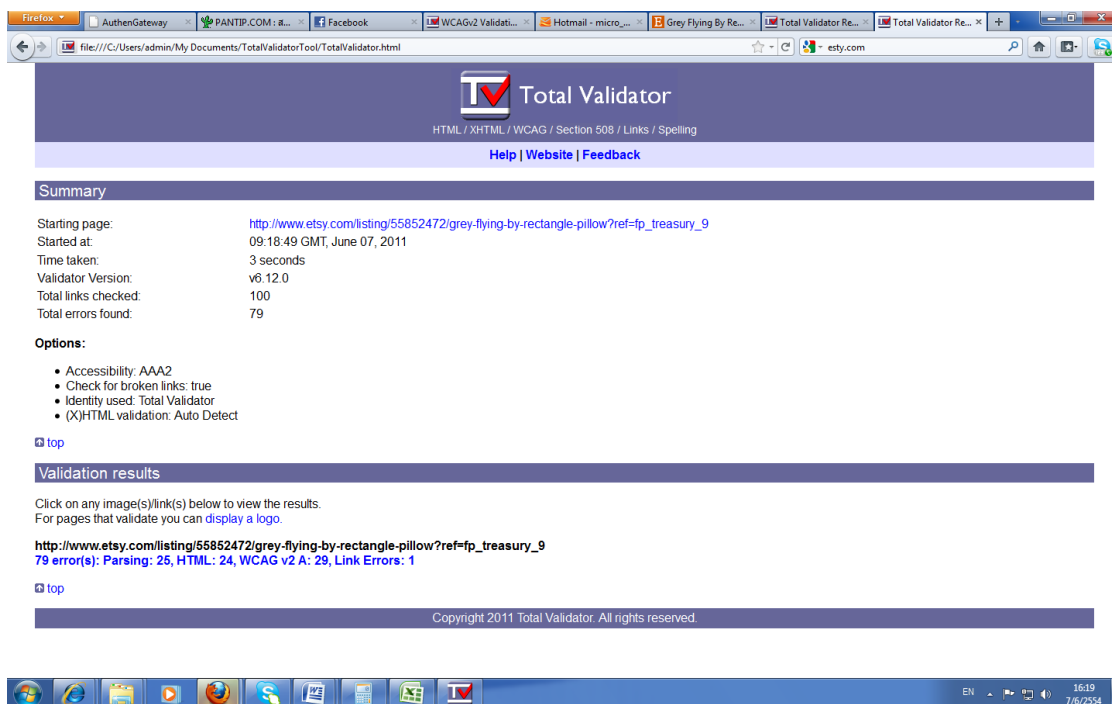 Firefox
AuthenGateway
PANTIP.COM : ส...
Facebook
WCAGv2 Validati...
Hotmail - micro_...
Grey Flying By Re...
Total Validator Re...
Total Validator Re...
file:///C:/Users/admin/My Documents/TotalValidatorTool/TotalValidator.html
esty.com
TV Total Validator
HTML / XHTML / WCAG / Section 508 / Links / Spelling
Help | Website | Feedback
Summary
Starting page: http://www.etsy.com/listing/55852472/grey-flying-by-rectangle-pillow?ref=fp_treasury_9
Started at: 09:18:49 GMT, June 07, 2011
Time taken: 3 seconds
Validator Version: v6.12.0
Total links checked: 100
Total errors found: 79
Options:
Accessibility: AAA2
Check for broken links: true
Identity used: Total Validator
(X)HTML validation: Auto Detect
top
Validation results
Click on any image(s)/link(s) below to view the results.
For pages that validate you can display a logo.
http://www.etsy.com/listing/55852472/grey-flying-by-rectangle-pillow?ref=fp_treasury_9
79 error(s): Parsing: 25, HTML: 24, WCAG v2 A: 29, Link Errors: 1
top
Copyright 2011 Total Validator. All rights reserved.
EN
16:19
7/6/2554